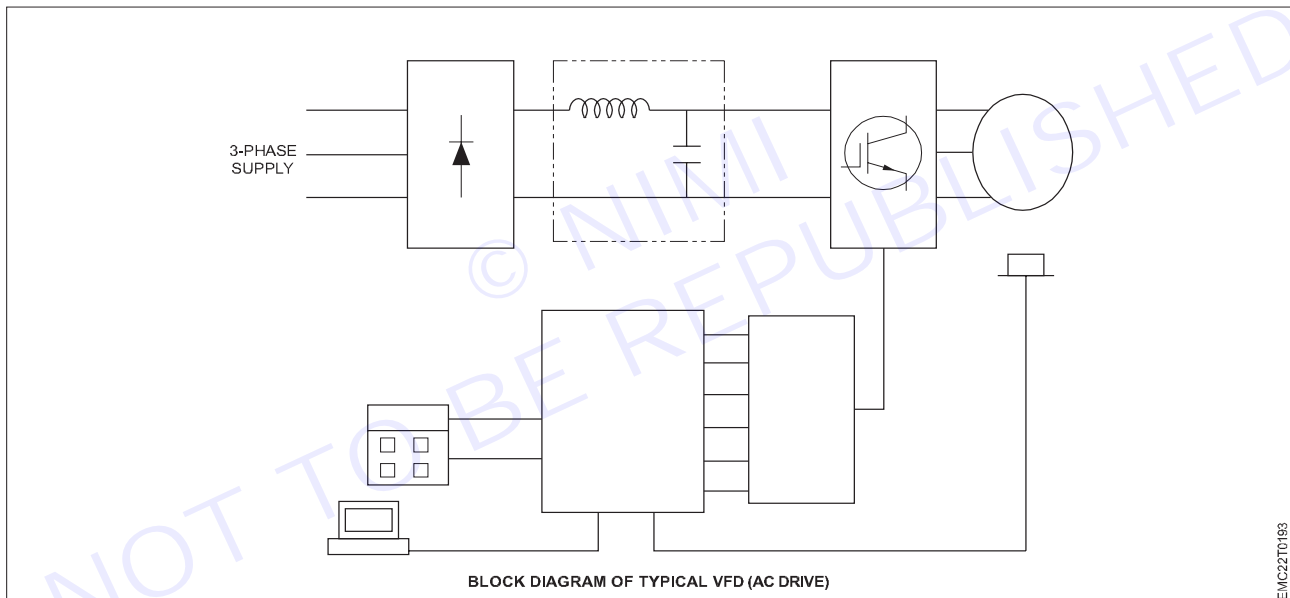 3-PHASE
SUPPLY
© NIMI
NOT TO BE REPUBLISHED
BLOCK DIAGRAM OF TYPICAL VFD (AC DRIVE)
EMC22T0193